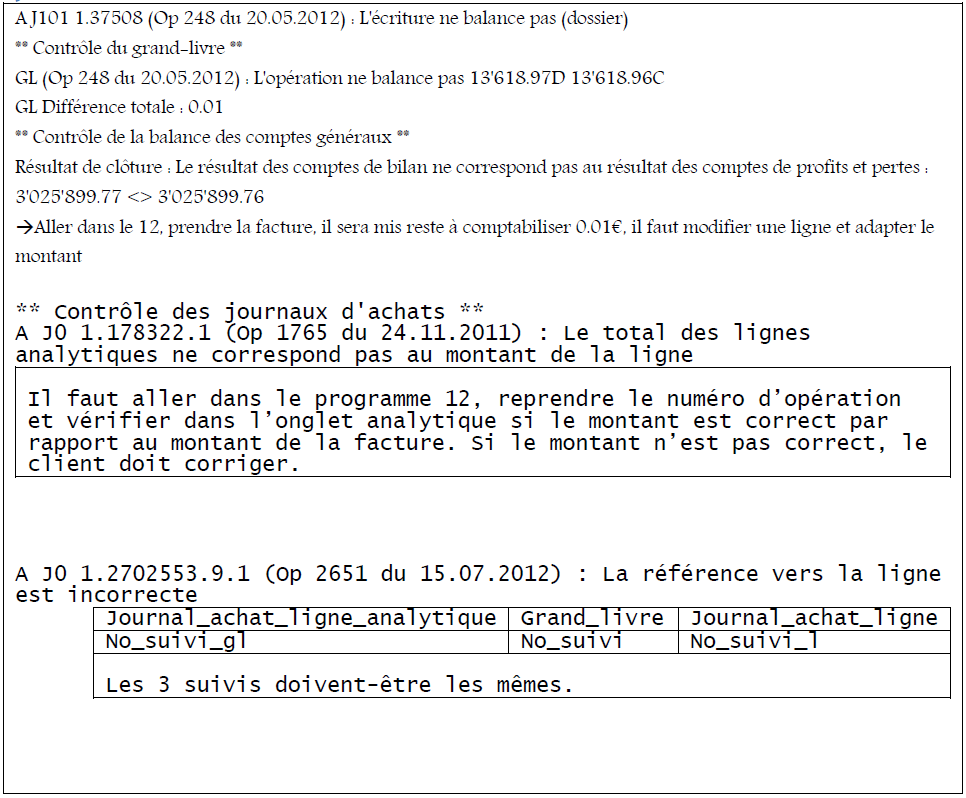 A J101 1.37508 (Op 248 du 20.05.2012) : L'écriture ne balance pas (dossier)
** Contrôle du grand-livre **
GL (Op 248 du 20.05.2012) : L'opération ne balance pas 13'618.97D 13'618.96C
GL Différence totale : 0.01
** Contrôle de la balance des comptes généraux **
Résultat de clôture : Le résultat des comptes de bilan ne correspond pas au résultat des comptes de profits et pertes :
3'025'899.77 <> 3'025'899.76
→Aller dans le 12, prendre la facture, il sera mis reste à comptabiliser 0.01€, il faut modifier une ligne et adapter le
montant
** Contrôle des journaux d'achats **
A J0 1.178322.1 (Op 1765 du 24.11.2011) : Le total des lignes
analytiques ne correspond pas au montant de la ligne
Il faut aller dans le programme 12, reprendre le numéro d’opération
et vérifier dans l’onglet analytique si le montant est correct par
rapport au montant de la facture. Si le montant n’est pas correct, le
client doit corriger.
A J0 1.2702553.9.1 (Op 2651 du 15.07.2012) : La référence vers la ligne
est incorrecte
Journal_achat_ligne_analytique Grand_livre Journal_achat_ligne
No_suivi_gl No_suivi No_suivi_l
Les 3 suivis doivent-être les mêmes.